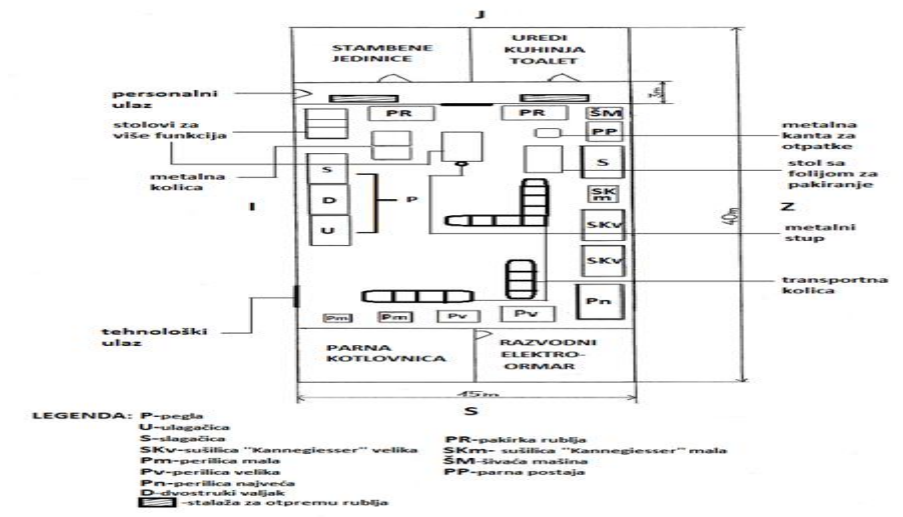 J
STAMBENE
JEDINICE
UREDI
KUHINJA
TOALET
personalni
ulaz
3m
stolovi za
više funkcija
PR
PR
ŠM
PP
metalna
kanta za
otpatke
metalna
kolica
S
D
U
P
S
SK
m
stol sa
folijom za
pakiranje
I
Z
40m
SKv
metalni
stup
SKv
transportna
kolica
Pn
tehnološki
ulaz
Pm
Pm
Pv
Pv
PARNA
KOTLOVNICA
RAZVODNI
ELEKTRO-
ORMAR
15m
S
LEGENDA: P-pegla
U-ulagačica
S-slagačica
SKv-sušilica "Kannegiesser" velika
Pm-perilica mala
Pv-perilica velika
Pn-perilica najveća
D-dvostruki valjak
-stalaža za otpremu rublja
PR-pakirka rublja
SKm- sušilica "Kannegiesser" mala
ŠM-šivaća mašina
PP-parna postaja